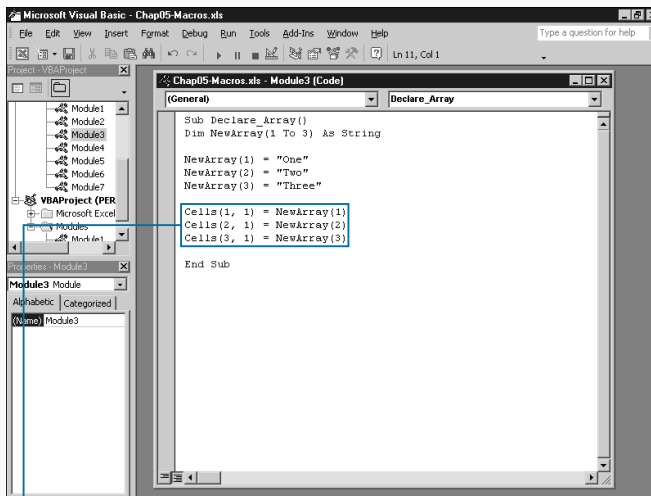 Microsoft Visual Basic - Chap05-Macros.xls
File Edit View Insert Format Debug Run Tools Add-Ins Window Help
Type a question for help
Ln 11, Col 1
Project - VBAProject
Module1
Module2
Module3
Module4
Module5
Module6
Module7
VBAProject (PER
Microsoft Excel
Modules
Module1
Properties - Module3
Module3 Module
Alphabetic Categorized
(Name) Module3
Chap05-Macros.xls - Module3 (Code)
(General) Declare_Array
Sub Declare_Array()
Dim NewArray(1 To 3) As String
NewArray(1) = "One"
NewArray(2) = "Two"
NewArray(3) = "Three"
Cells(1, 1) = NewArray(1)
Cells(2, 1) = NewArray(2)
Cells(3, 1) = NewArray(3)
End Sub